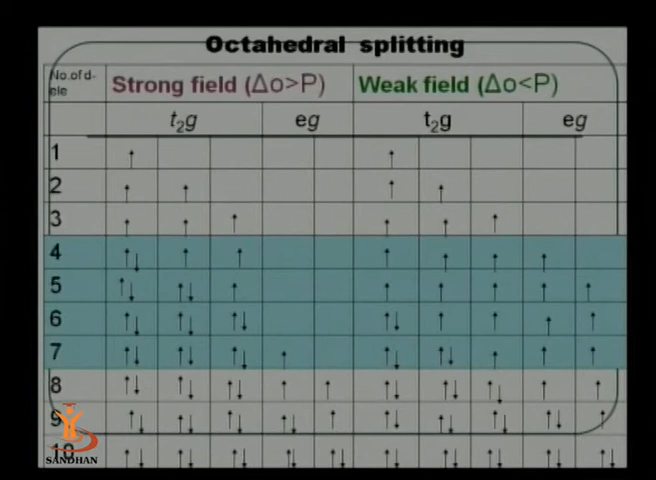 Octahedral splitting
No.of d-
ele
Strong field (Δo>P) Weak field (Δo<P)
t₂g eg t₂g eg
1 ↑ ↑
2 ↑ ↑ ↑ ↑
3 ↑ ↑ ↑ ↑ ↑ ↑
4 ↑↓ ↑ ↑ ↑ ↑ ↑ ↑
5 ↑↓ ↑↓ ↑ ↑ ↑ ↑ ↑ ↑
6 ↑↓ ↑↓ ↑↓ ↑↓ ↑ ↑ ↑ ↑
7 ↑↓ ↑↓ ↑↓ ↑ ↑↓ ↑↓ ↑ ↑ ↑
8 ↑↓ ↑↓ ↑↓ ↑ ↑ ↑↓ ↑↓ ↑↓ ↑ ↑
9 ↑↓ ↑↓ ↑↓ ↑↓ ↑ ↑↓ ↑↓ ↑↓ ↑↓ ↑
10 ↑↓ ↑↓ ↑↓ ↑↓ ↑↓ ↑↓ ↑↓ ↑↓ ↑↓ ↑↓
SANDHAN